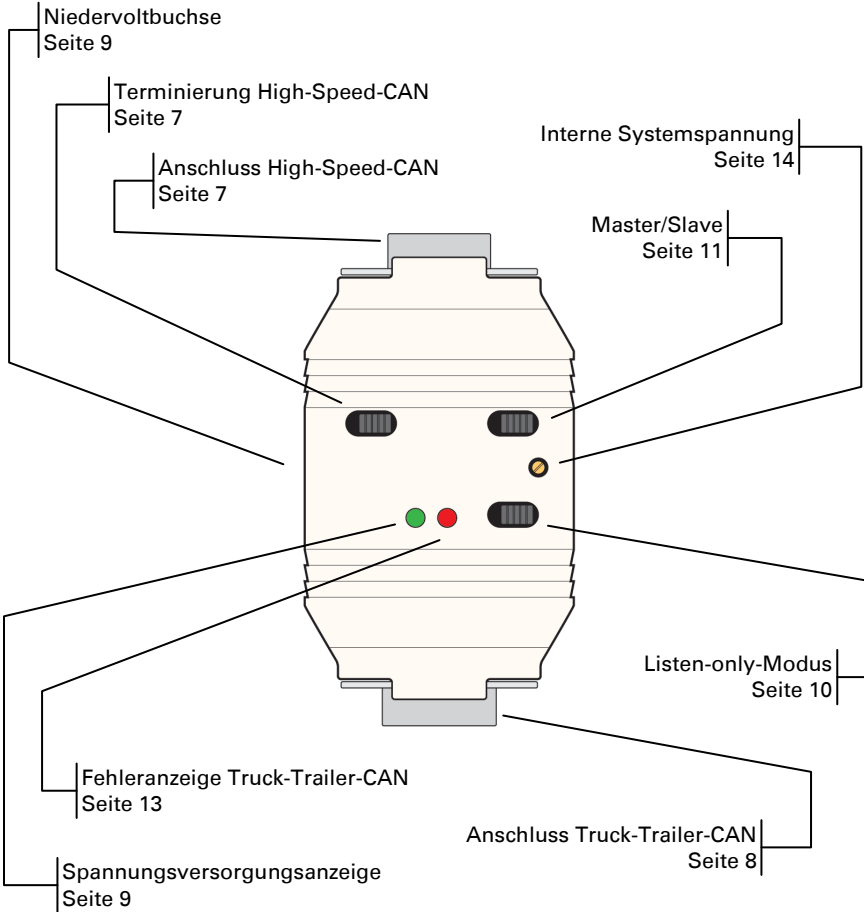 Niedervoltbuchse
Seite 9
Terminierung High-Speed-CAN
Seite 7
Anschluss High-Speed-CAN
Seite 7
Interne Systemspannung
Seite 14
Master/Slave
Seite 11
Listen-only-Modus
Seite 10
Fehleranzeige Truck-Trailer-CAN
Seite 13
Anschluss Truck-Trailer-CAN
Seite 8
Spannungsversorgungsanzeige
Seite 9